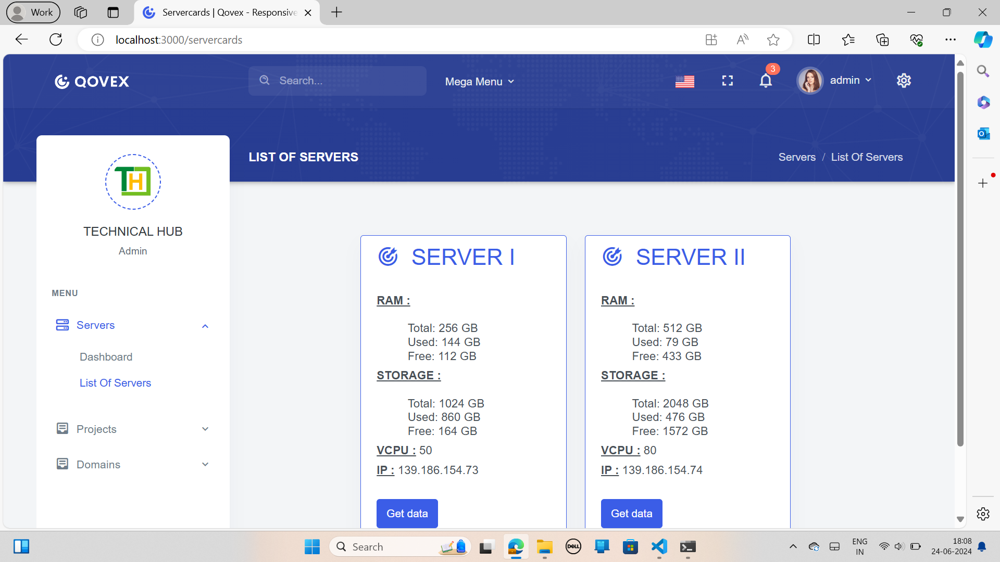 Work
Servercards | Qovex - Responsive
localhost:3000/servercards
QOVEX
Search...
Mega Menu
3
admin
LIST OF SERVERS
Servers / List Of Servers
TH
TECHNICAL HUB
Admin
MENU
Servers
Dashboard
List Of Servers
Projects
Domains
SERVER I
RAM :
Total: 256 GB
Used: 144 GB
Free: 112 GB
STORAGE :
Total: 1024 GB
Used: 860 GB
Free: 164 GB
VCPU : 50
IP : 139.186.154.73
Get data
SERVER II
RAM :
Total: 512 GB
Used: 79 GB
Free: 433 GB
STORAGE :
Total: 2048 GB
Used: 476 GB
Free: 1572 GB
VCPU : 80
IP : 139.186.154.74
Get data
Search
DELL
ENG
IN
18:08
24-06-2024